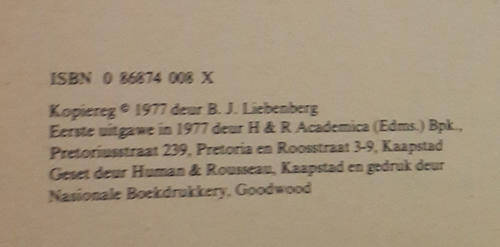 ISBN 0 86874 008 X
Kopiereg © 1977 deur B. J. Liebenberg
Eerste uitgawe in 1977 deur H & R Academica (Edms.) Bpk.,
Pretoriusstraat 239, Pretoria en Roosstraat 3-9, Kaapstad
Geset deur Human & Rousseau, Kaapstad en gedruk deur
Nasionale Boekdrukkery, Goodwood